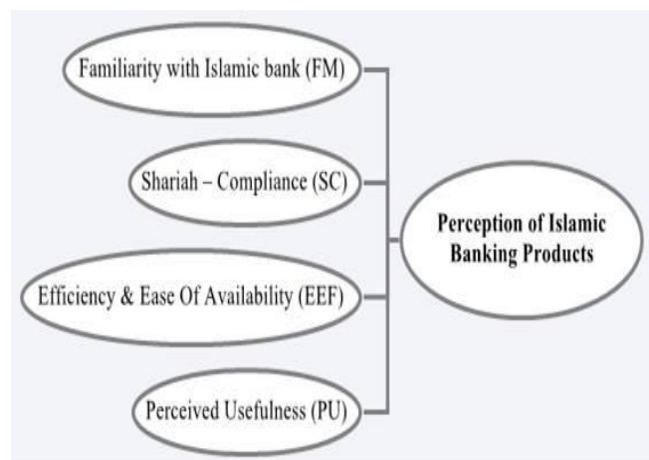 Familiarity with Islamic bank (FM)
Shariah – Compliance (SC)
Efficiency & Ease Of Availability (EEF)
Perceived Usefulness (PU)
Perception of Islamic
Banking Products